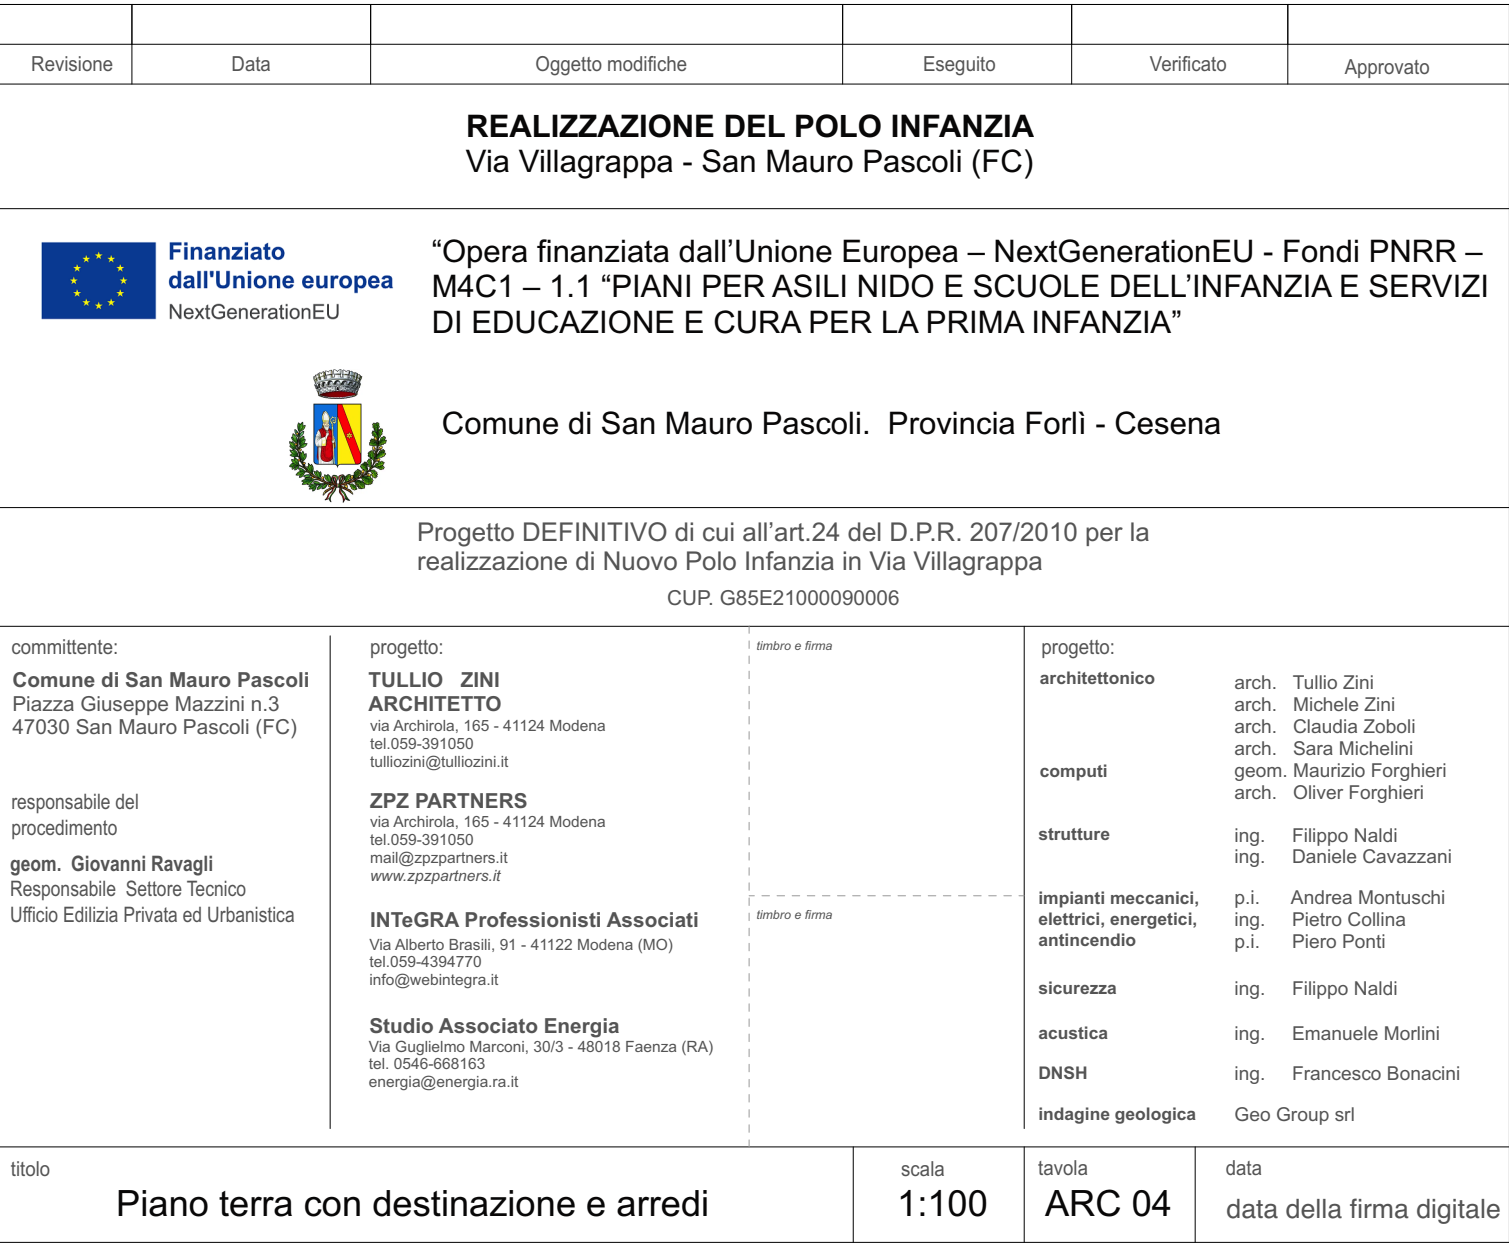 Revisione Data Oggetto modifiche Eseguito Verificato Approvato
REALIZZAZIONE DEL POLO INFANZIA
Via Villagrappa - San Mauro Pascoli (FC)
Finanziato
dall'Unione europea
NextGenerationEU
“Opera finanziata dall’Unione Europea – NextGenerationEU - Fondi PNRR –
M4C1 – 1.1 “PIANI PER ASILI NIDO E SCUOLE DELL’INFANZIA E SERVIZI
DI EDUCAZIONE E CURA PER LA PRIMA INFANZIA”
Comune di San Mauro Pascoli. Provincia Forlì - Cesena
Progetto DEFINITIVO di cui all’art.24 del D.P.R. 207/2010 per la
realizzazione di Nuovo Polo Infanzia in Via Villagrappa
CUP. G85E21000090006
committente:
Comune di San Mauro Pascoli
Piazza Giuseppe Mazzini n.3
47030 San Mauro Pascoli (FC)
responsabile del
procedimento
geom. Giovanni Ravagli
Responsabile Settore Tecnico
Ufficio Edilizia Privata ed Urbanistica
progetto:
TULLIO ZINI
ARCHITETTO
via Archirola, 165 - 41124 Modena
tel.059-391050
tulliozini@tulliozini.it
ZPZ PARTNERS
via Archirola, 165 - 41124 Modena
tel.059-391050
mail@zpzpartners.it
www.zpzpartners.it
INTeGRA Professionisti Associati
Via Alberto Brasili, 91 - 41122 Modena (MO)
tel.059-4394770
info@webintegra.it
Studio Associato Energia
Via Guglielmo Marconi, 30/3 - 48018 Faenza (RA)
tel. 0546-668163
energia@energia.ra.it
timbro e firma
timbro e firma
progetto:
architettonico arch. Tullio Zini
arch. Michele Zini
arch. Claudia Zoboli
arch. Sara Michelini
computi geom. Maurizio Forghieri
arch. Oliver Forghieri
strutture ing. Filippo Naldi
ing. Daniele Cavazzani
impianti meccanici, p.i. Andrea Montuschi
elettrici, energetici, ing. Pietro Collina
antincendio p.i. Piero Ponti
sicurezza ing. Filippo Naldi
acustica ing. Emanuele Morlini
DNSH ing. Francesco Bonacini
indagine geologica Geo Group srl
titolo
Piano terra con destinazione e arredi
scala
1:100
tavola
ARC 04
data
data della firma digitale